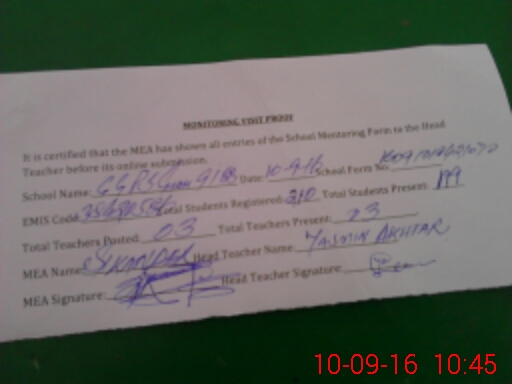 MONITORING VISIT PROOF
It is certified that the MEA has shown all entries of the School Mentoring Form to the Head
Teacher before its online submission.
School Name: Date: 10-9-16 School Form No:
EMIS Code: Total Students Registered: 210 Total Students Present: 199
Total Teachers Posted: 03 Total Teachers Present: 03
MEA Name: SIKANDAR Head Teacher Name: YASMIN AKHTAR
MEA Signature: Head Teacher Signature:
10-09-16 10:45